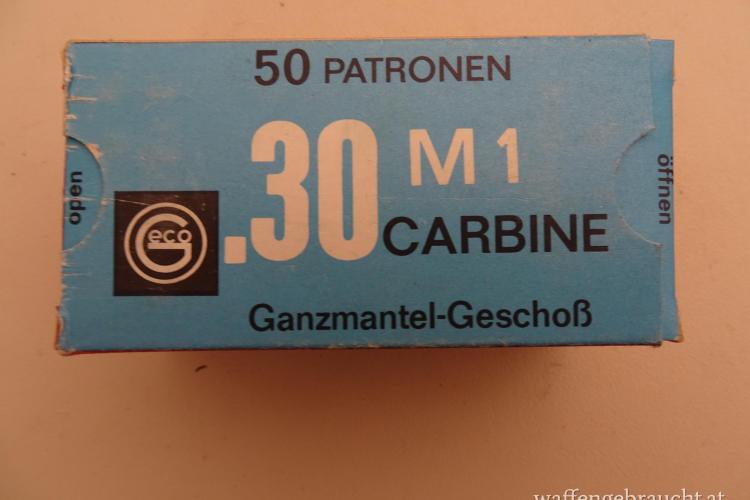 50 PATRONEN
.30 M1
CARBINE
Geco
Ganzmantel-Geschoß
open
öffnen
waffengebraucht.at